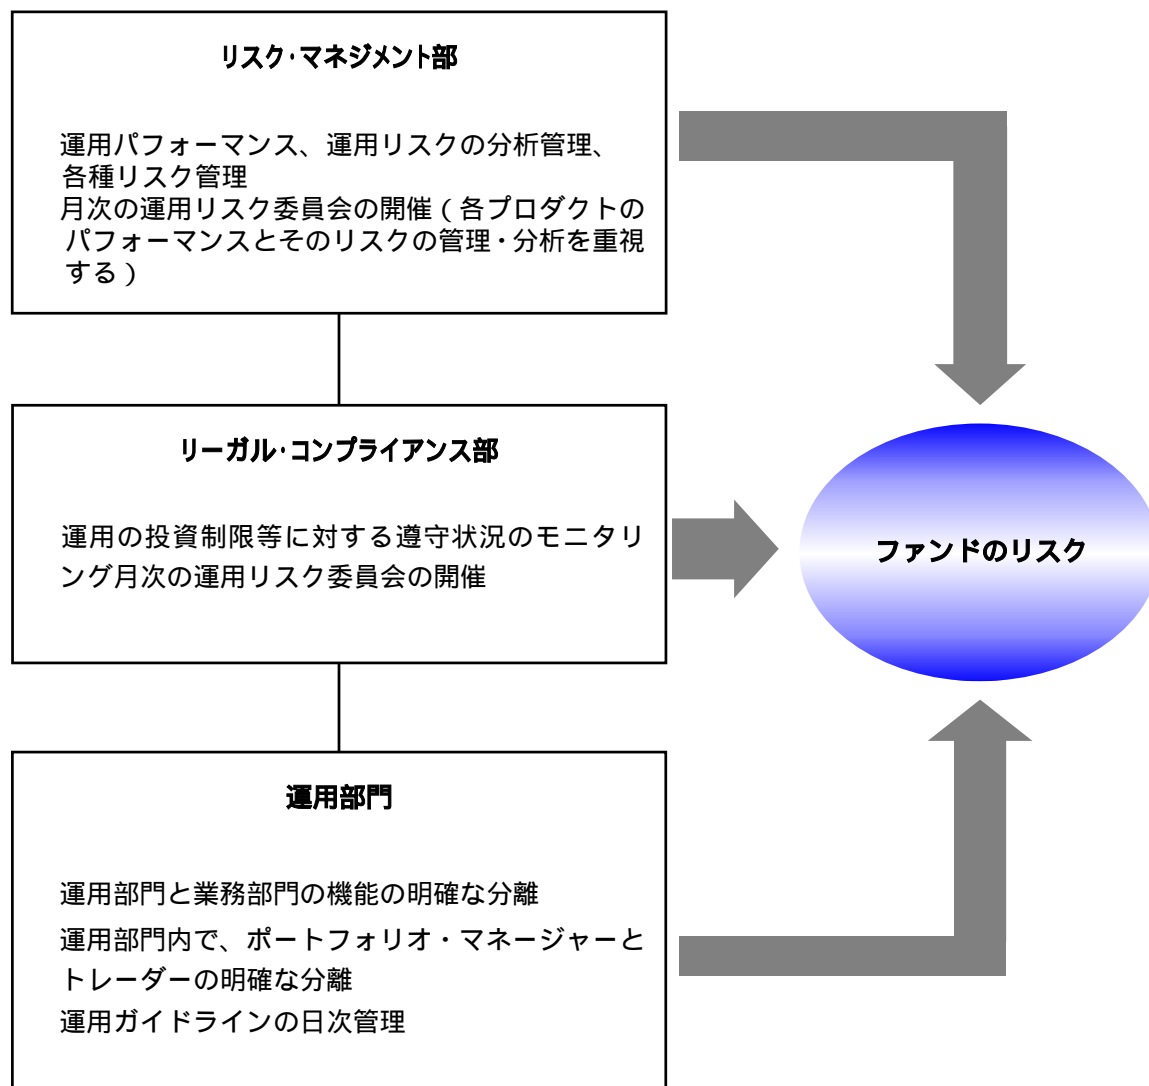 リスク・マネジメント部
運用パフォーマンス、運用リスクの分析管理、
各種リスク管理
月次の運用リスク委員会の開催（各プロダクトの
パフォーマンスとそのリスクの管理・分析を重視
する）
リーガル・コンプライアンス部
運用の投資制限等に対する遵守状況のモニタリ
ング月次の運用リスク委員会の開催
ファンドのリスク
運用部門
運用部門と業務部門の機能の明確な分離
運用部門内で、ポートフォリオ・マネージャーと
トレーダーの明確な分離
運用ガイドラインの日次管理